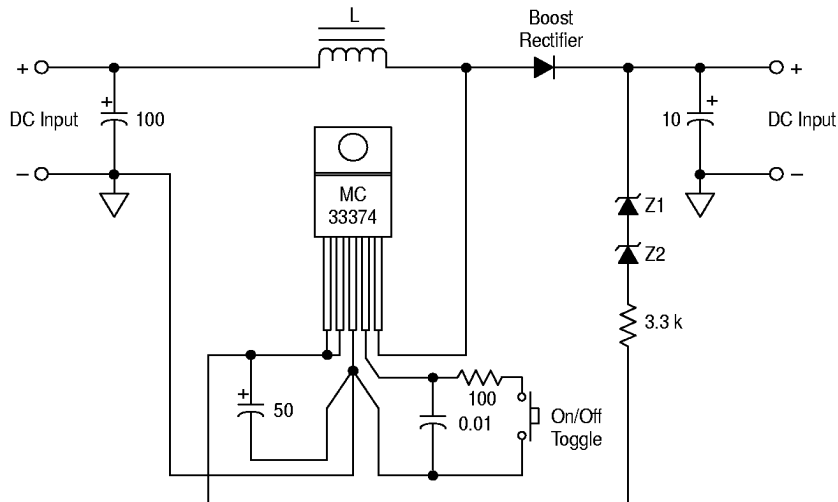 L
Boost
Rectifier
+
+
+
+
DC Input
100
10
DC Input
−
−
MC
33374
Z1
Z2
3.3 k
+
50
100
0.01
On/Off
Toggle